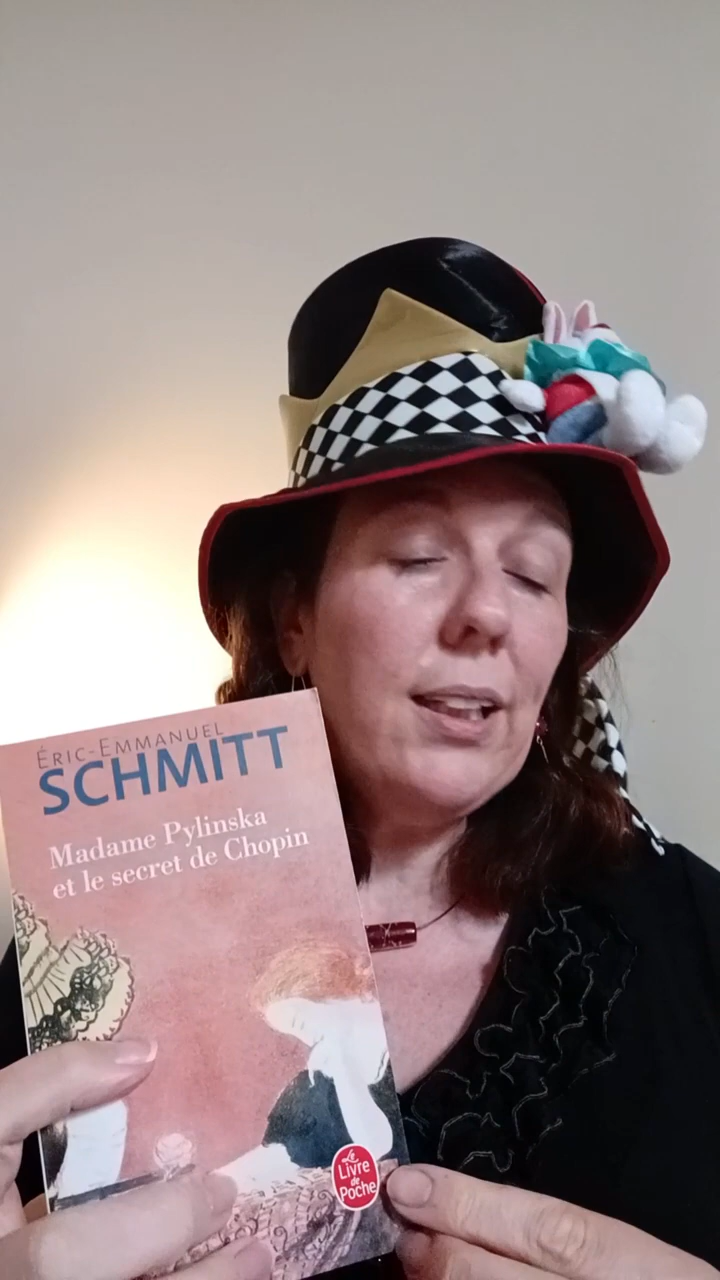 ÉRIC-EMMANUEL
SCHMITT
Madame Pylinska
et le secret de Chopin
Le
Livre
de
Poche